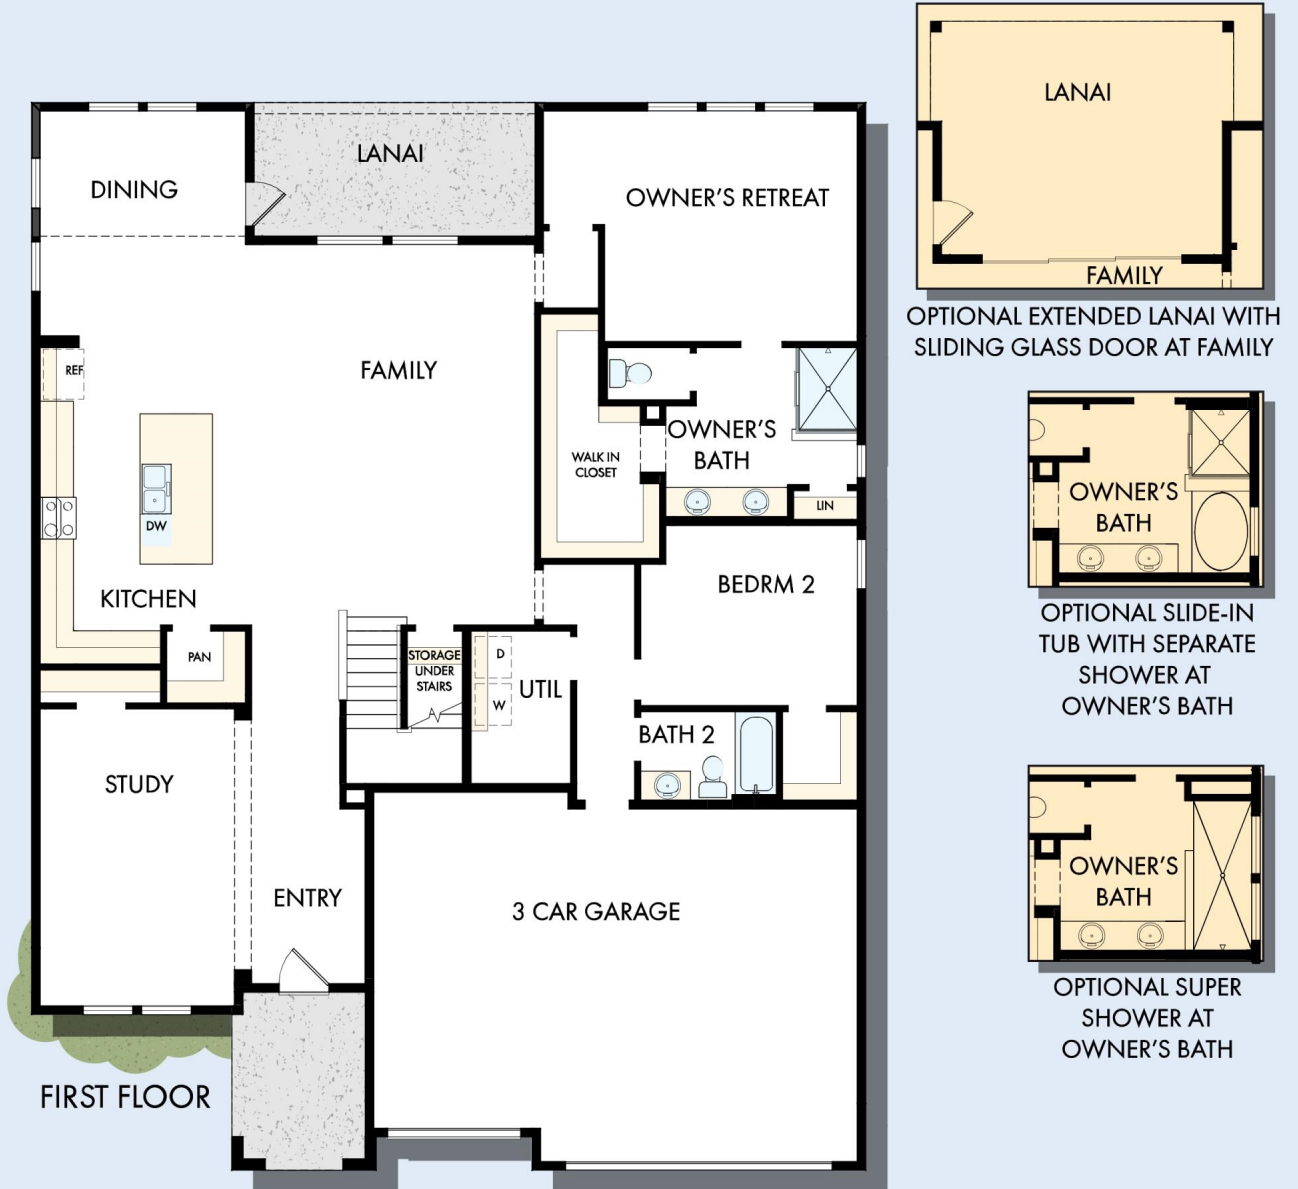 DINING
LANAI
OWNER'S RETREAT
REF
FAMILY
OWNER'S
BATH
WALK IN
CLOSET
LIN
DW
KITCHEN
PAN
BEDRM 2
STORAGE
UNDER
STAIRS
D
W
UTIL
BATH 2
STUDY
ENTRY
3 CAR GARAGE
FIRST FLOOR
LANAI
FAMILY
OPTIONAL EXTENDED LANAI WITH
SLIDING GLASS DOOR AT FAMILY
OWNER'S
BATH
OPTIONAL SLIDE-IN
TUB WITH SEPARATE
SHOWER AT
OWNER'S BATH
OWNER'S
BATH
OPTIONAL SUPER
SHOWER AT
OWNER'S BATH